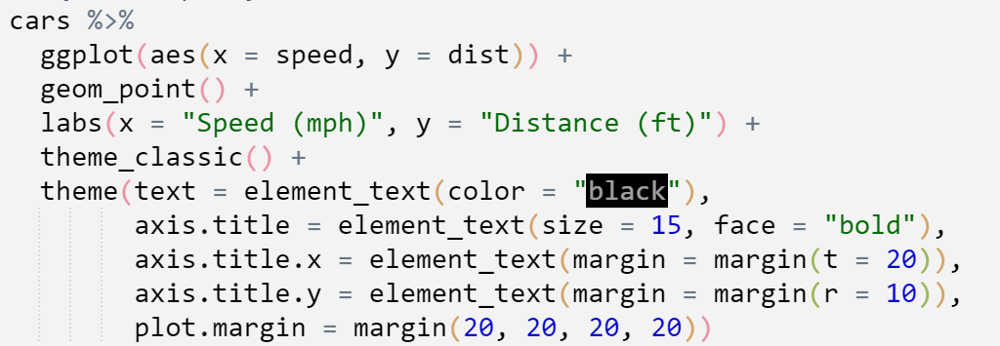 cars %>%
  ggplot(aes(x = speed, y = dist)) +
  geom_point() +
  labs(x = "Speed (mph)", y = "Distance (ft)") +
  theme_classic() +
  theme(text = element_text(color = "black"),
        axis.title = element_text(size = 15, face = "bold"),
        axis.title.x = element_text(margin = margin(t = 20)),
        axis.title.y = element_text(margin = margin(r = 10)),
        plot.margin = margin(20, 20, 20, 20))